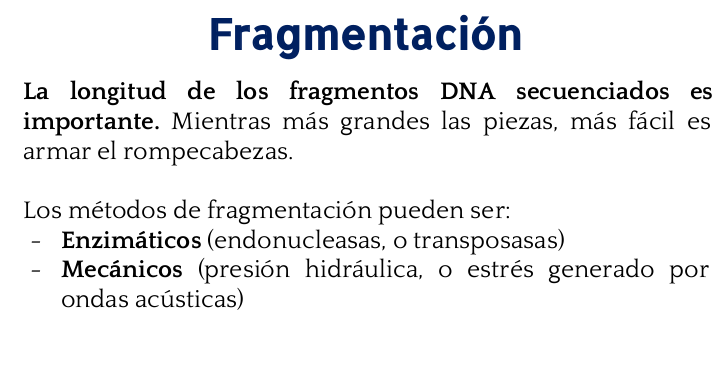 Fragmentación
La longitud de los fragmentos DNA secuenciados es
importante. Mientras más grandes las piezas, más fácil es
armar el rompecabezas.
Los métodos de fragmentación pueden ser:
- Enzimáticos (endonucleasas, o transposasas)
- Mecánicos (presión hidráulica, o estrés generado por
ondas acústicas)